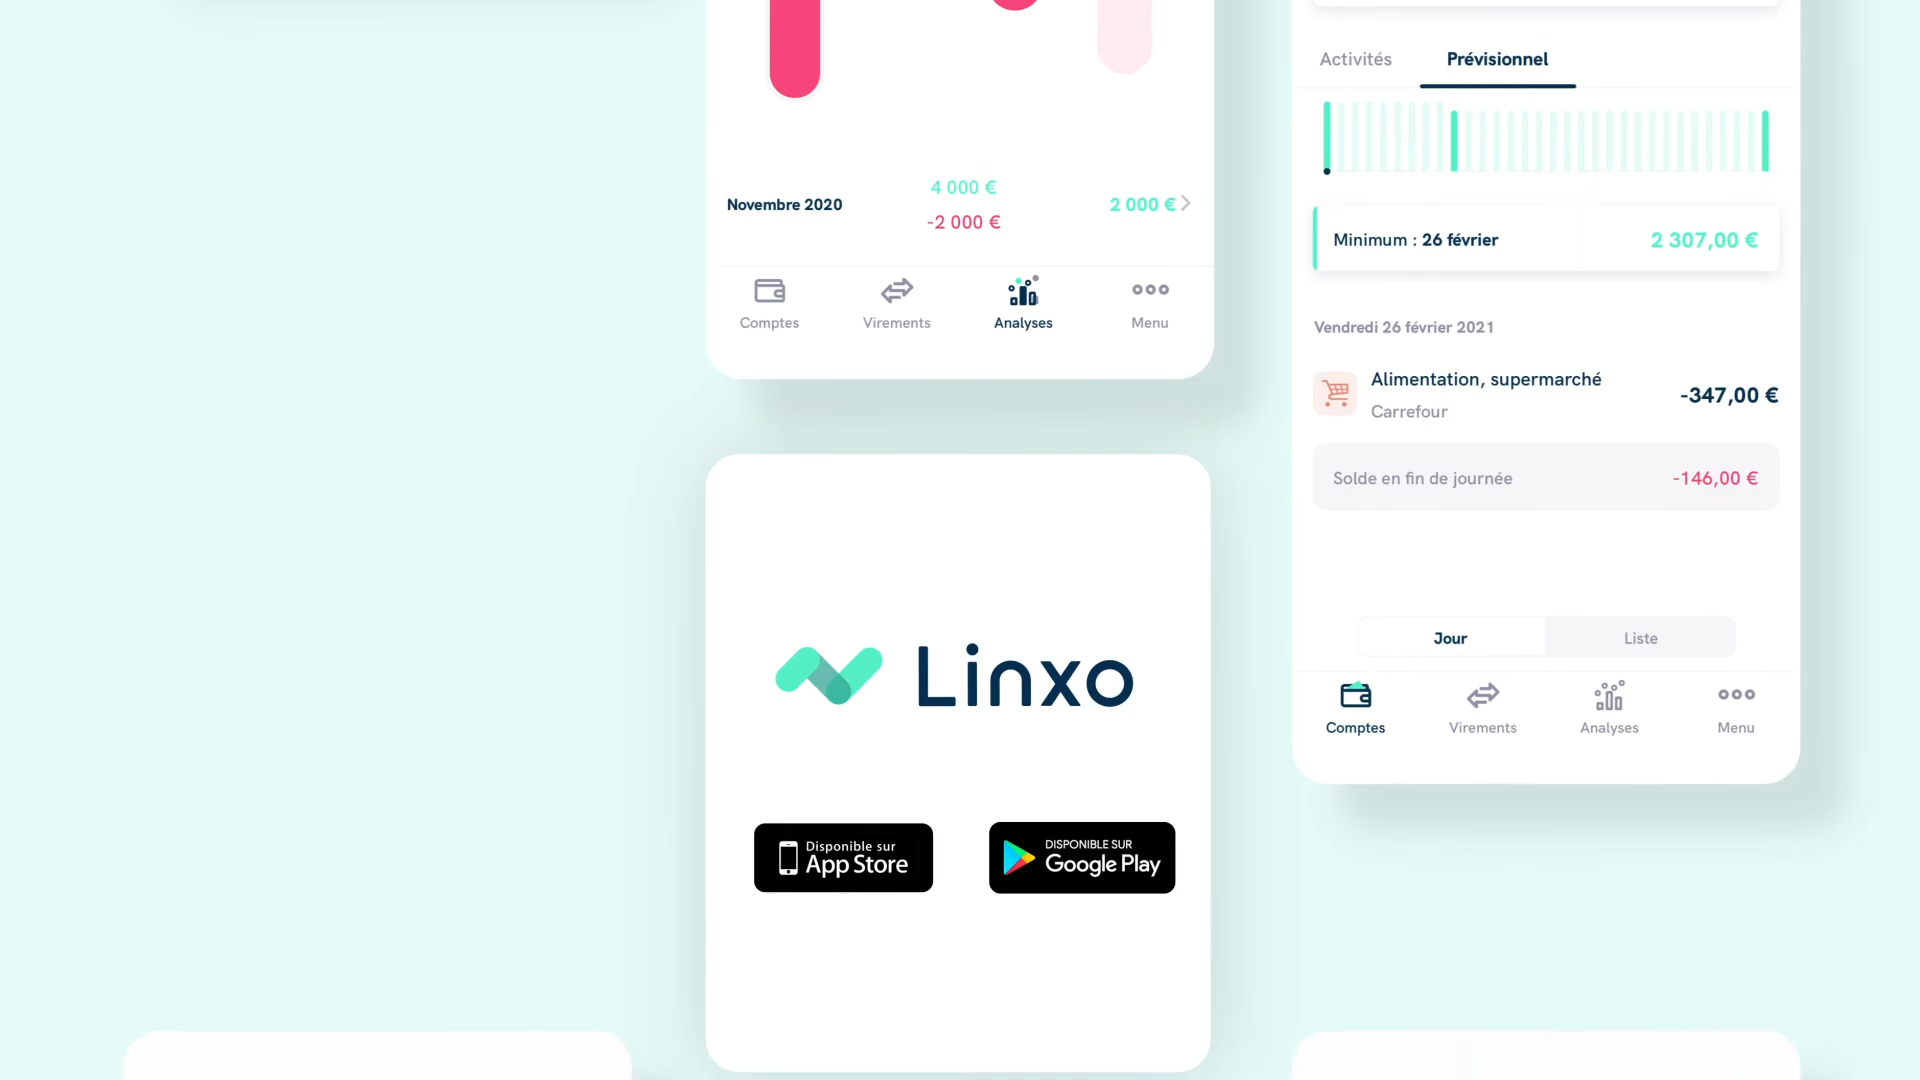 4 000 €
Novembre 2020
2 000 €
-2 000 €
Comptes
Virements
Analyses
Menu
Linxo
Disponible sur
App Store
DISPONIBLE SUR
Google Play
Activités
Prévisionnel
Minimum : 26 février
2 307,00 €
Vendredi 26 février 2021
Alimentation, supermarché
-347,00 €
Carrefour
Solde en fin de journée
-146,00 €
Jour
Liste
Comptes
Virements
Analyses
Menu